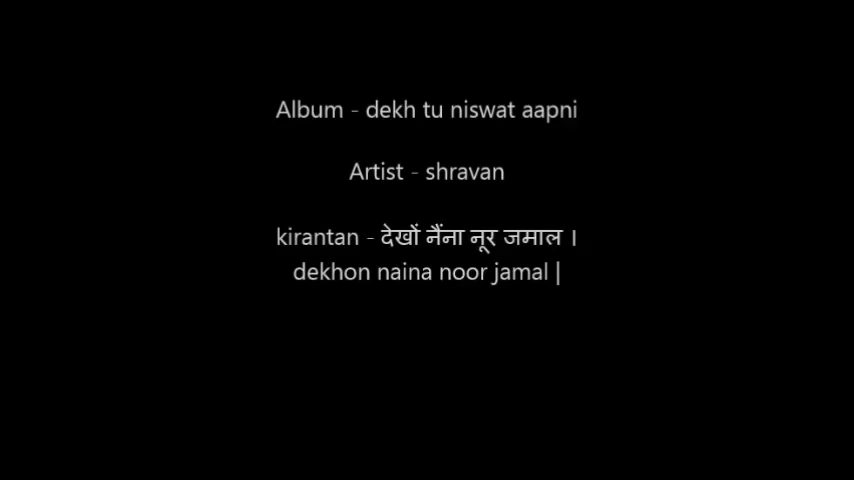 Album - dekh tu niswat aapni
Artist - shravan
kirantan - देखों नैंना नूर जमाल ।
dekhon naina noor jamal |